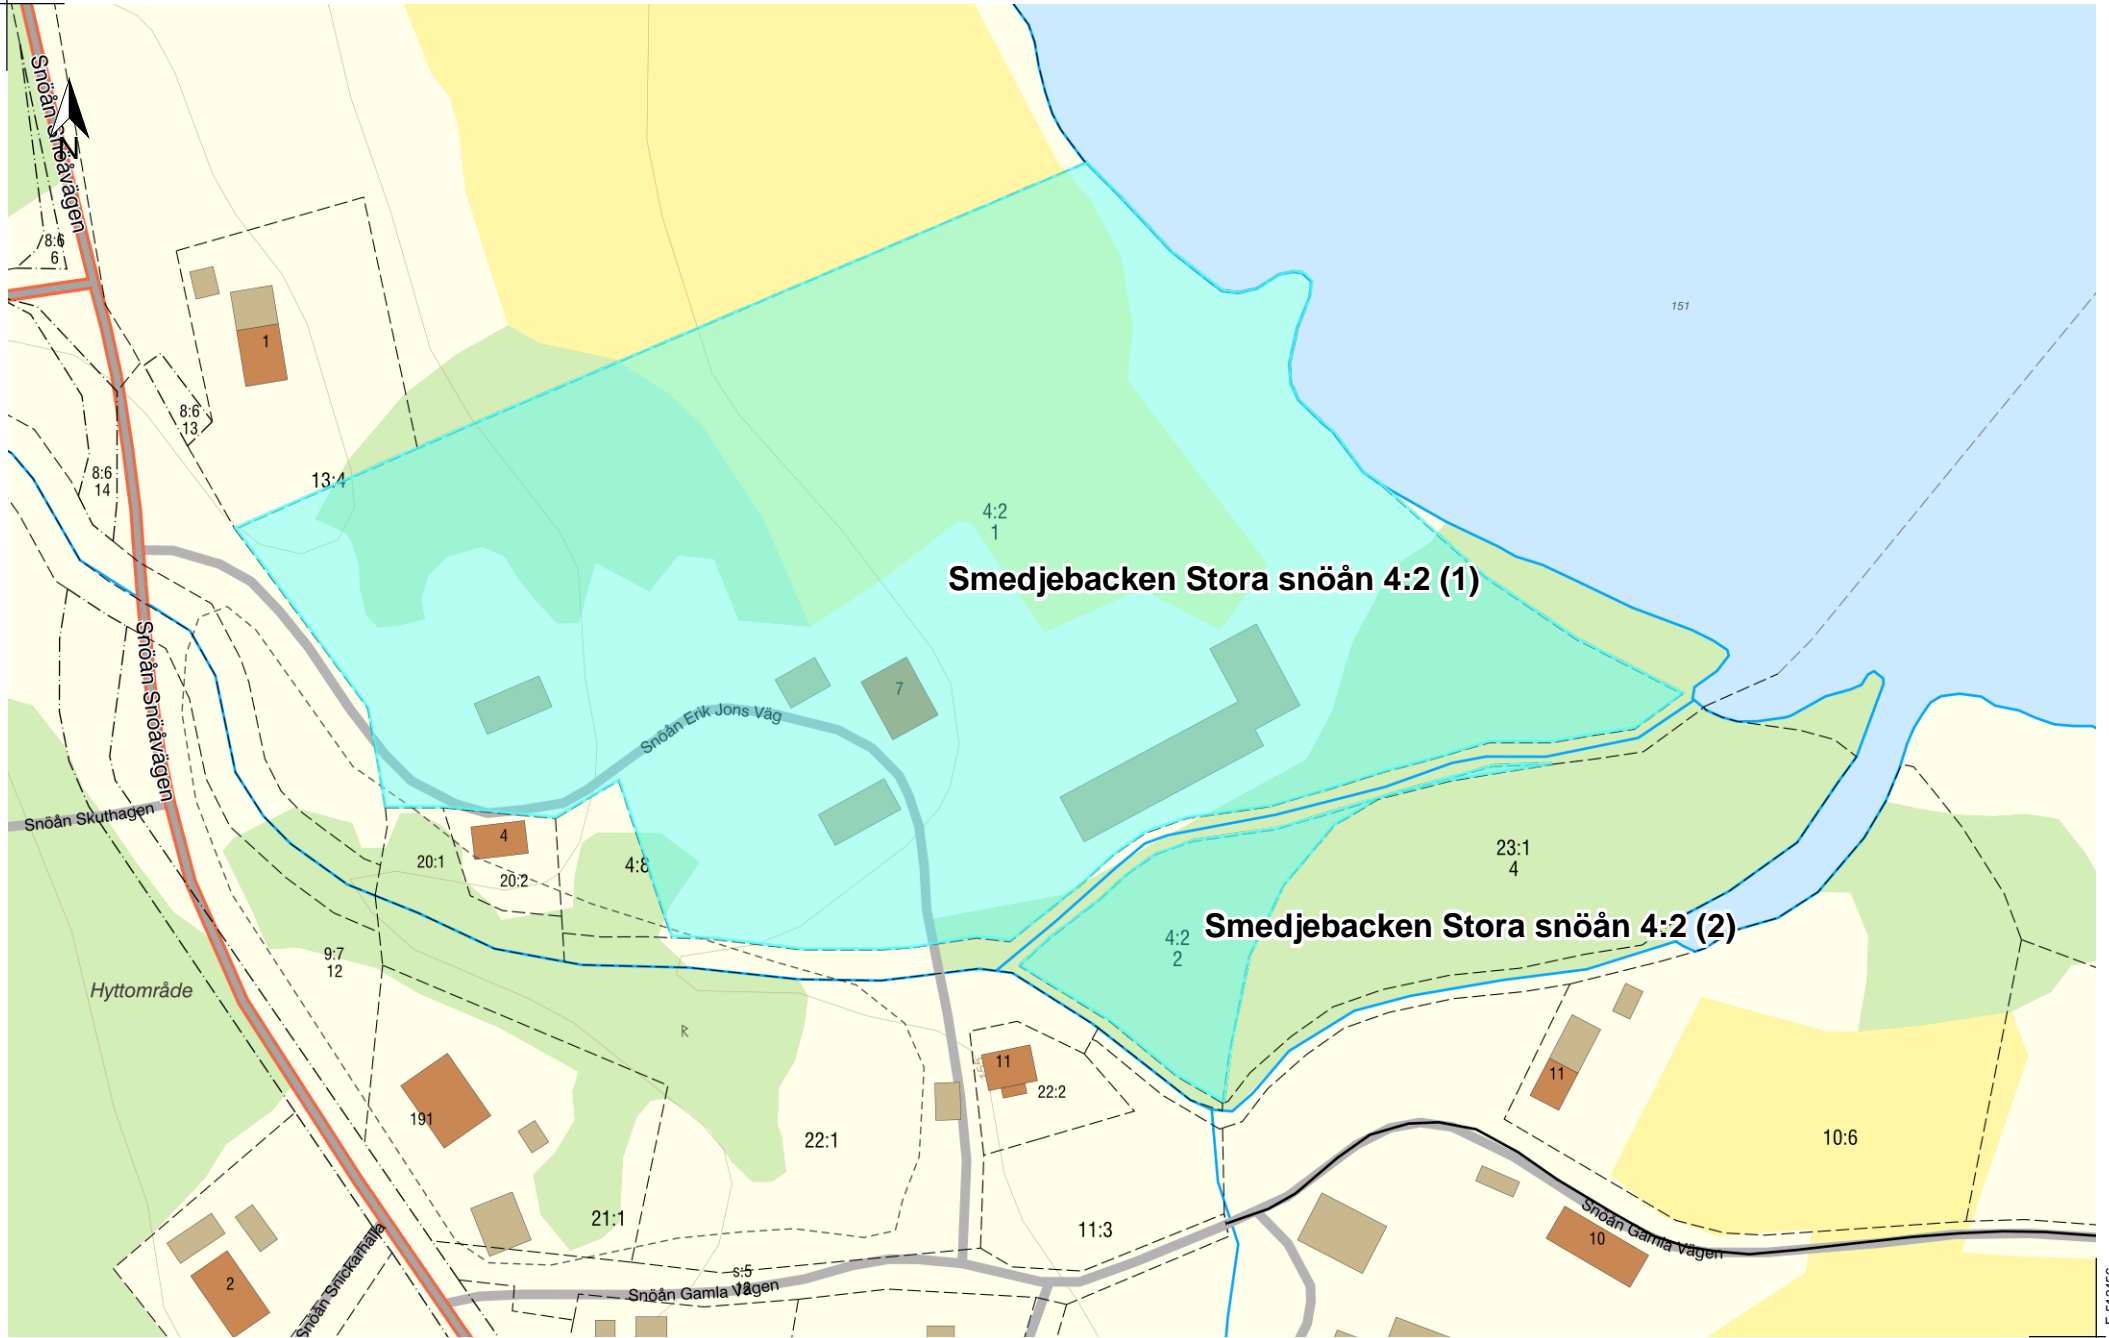 Snöån Snöåvägen
N
8:6
6
1
151
8:6
13
8:6
14
13:4
4:2
1
Smedjebacken Stora snöån 4:2 (1)
7
Snöån Erik Jons Väg
Snöån Snöåvägen
Snöån Skuthagen
4
20:1
20:2
4:8
23:1
4
Smedjebacken Stora snöån 4:2 (2)
4:2
2
9:7
12
Hyttområde
R
11
22:2
11
191
22:1
10:6
21:1
11:3
Snöån Gamla Vägen
10
2
Snöån Snickarhalla
s:5
Snöån Gamla Vägen